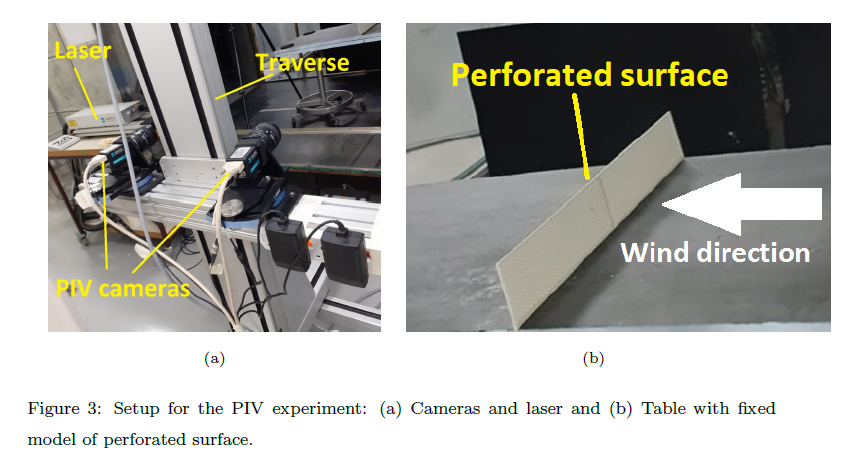 Laser
Traverse
PIV cameras
Perforated surface
Wind direction
(a)
(b)
Figure 3: Setup for the PIV experiment: (a) Cameras and laser and (b) Table with fixed
model of perforated surface.